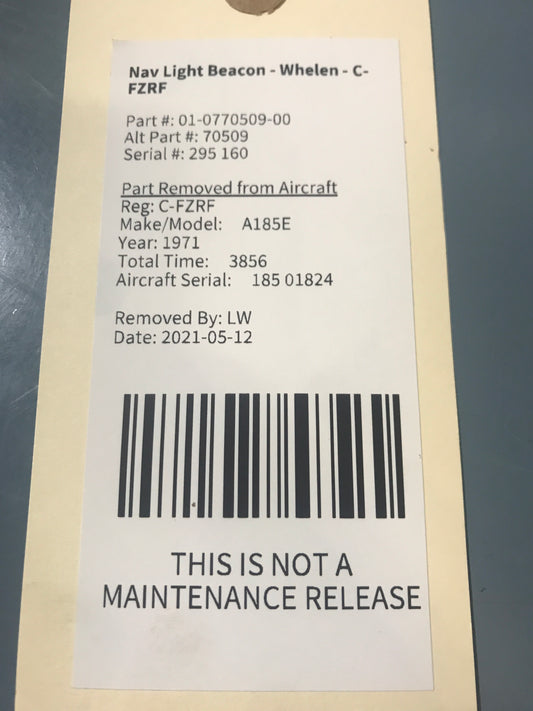 Nav Light Beacon - Whelen - C-
FZRF
Part #: 01-0770509-00
Alt Part #: 70509
Serial #: 295 160
Part Removed from Aircraft
Reg: C-FZRF
Make/Model: A185E
Year: 1971
Total Time: 3856
Aircraft Serial: 185 01824
Removed By: LW
Date: 2021-05-12
THIS IS NOT A
MAINTENANCE RELEASE